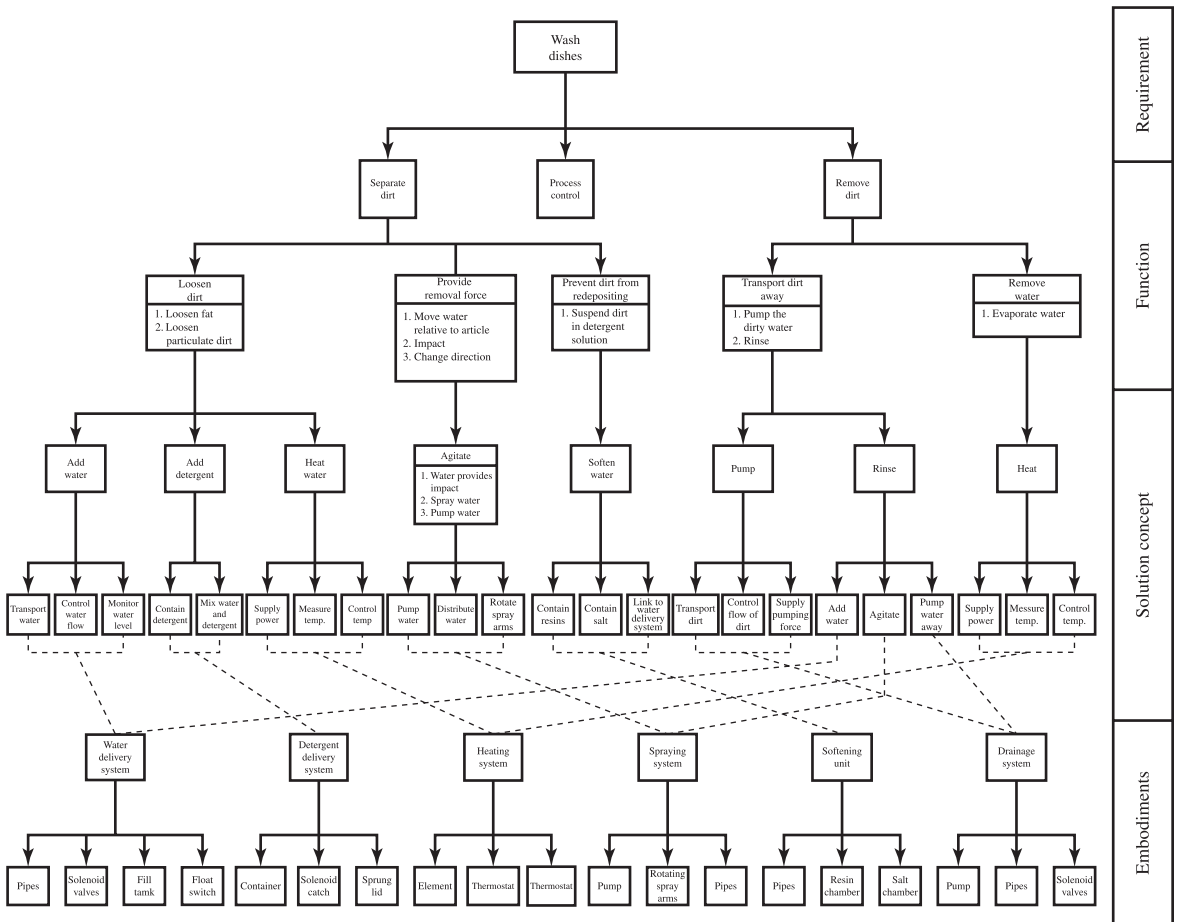 Wash
dishes
Requirement
Separate
dirt
Process
control
Remove
dirt
Function
Loosen
dirt
1. Loosen fat
2. Loosen
particulate dirt
Provide
removal force
1. Move water
relative to article
2. Impact
3. Change direction
Prevent dirt from
redepositing
1. Suspend dirt
in detergent
solution
Transport dirt
away
1. Pump the
dirty water
2. Rinse
Remove
water
1. Evaporate water
Add
water
Add
detergent
Heat
water
Agitate
1. Water provides
impact
2. Spray water
3. Pump water
Soften
water
Pump
Rinse
Heat
Solution concept
Transport
water
Control
water
flow
Monitor
water
level
Contain
detergent
Mix water
and
detergent
Supply
power
Measure
temp.
Control
temp
Pump
water
Distribute
water
Rotate
spray
arms
Contain
resins
Contain
salt
Link to
water
delivery
system
Transport
dirt
Control
flow of
dirt
Supply
pumping
force
Add
water
Agitate
Pump
water
away
Supply
power
Messure
temp.
Control
temp.
Water
delivery
system
Detergent
delivery
system
Heating
system
Spraying
system
Softening
unit
Drainage
system
Embodiments
Pipes
Solenoid
valves
Fill
tank
Float
switch
Container
Solenoid
catch
Sprung
lid
Element
Thermostat
Thermostat
Pump
Rotating
spray
arms
Pipes
Pipes
Resin
chamber
Salt
chamber
Pump
Pipes
Solenoid
valves